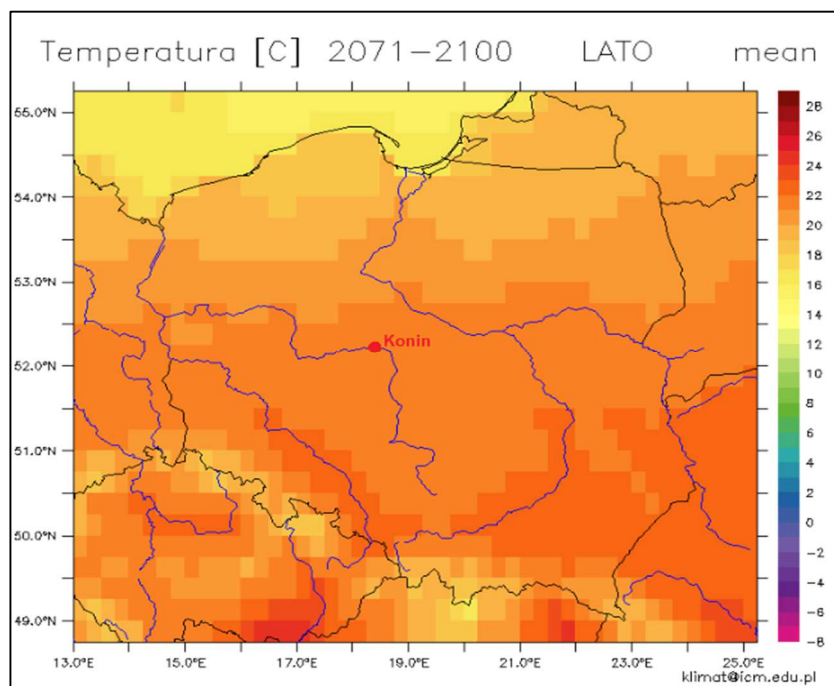 Temperatura [C] 2071-2100 LATO mean
55.0°N
54.0°N
53.0°N
52.0°N
51.0°N
50.0°N
49.0°N
Konin
13.0°E 15.0°E 17.0°E 19.0°E 21.0°E 23.0°E 25.0°E
28
26
24
22
20
18
16
14
12
10
8
6
4
2
0
-2
-4
-6
-8
klimat@icm.edu.pl